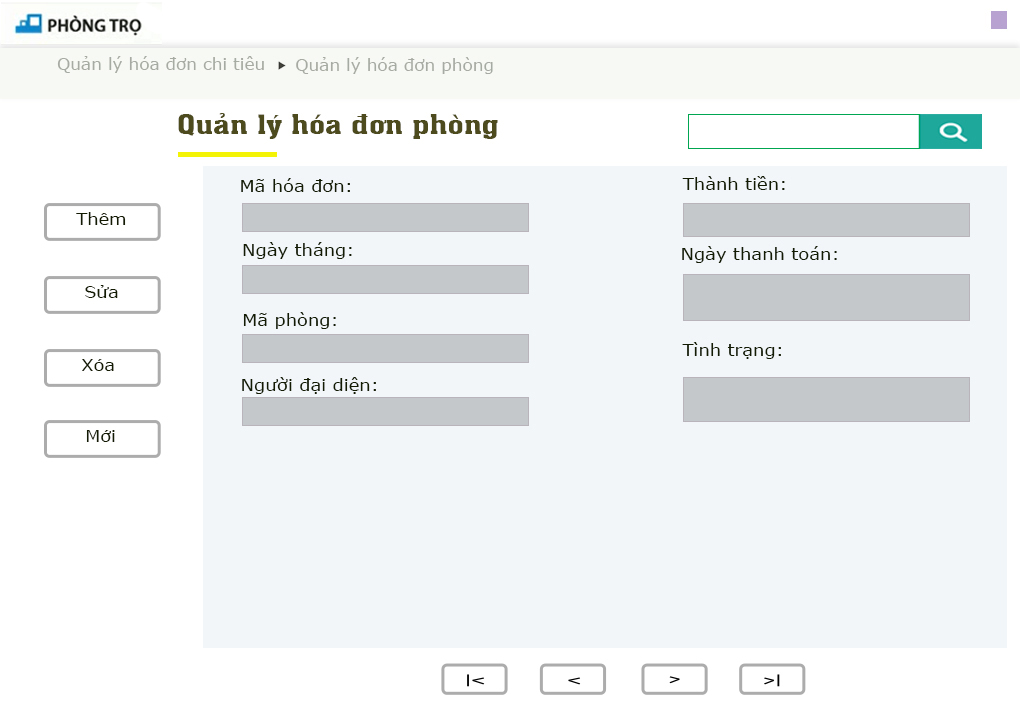 PHÒNG TRỌ
Quản lý hóa đơn chi tiêu ▸ Quản lý hóa đơn phòng
Quản lý hóa đơn phòng
Thêm
Sửa
Xóa
Mới
Mã hóa đơn:
Ngày tháng:
Mã phòng:
Người đại diện:
Thành tiền:
Ngày thanh toán:
Tình trạng:
I< < > >I